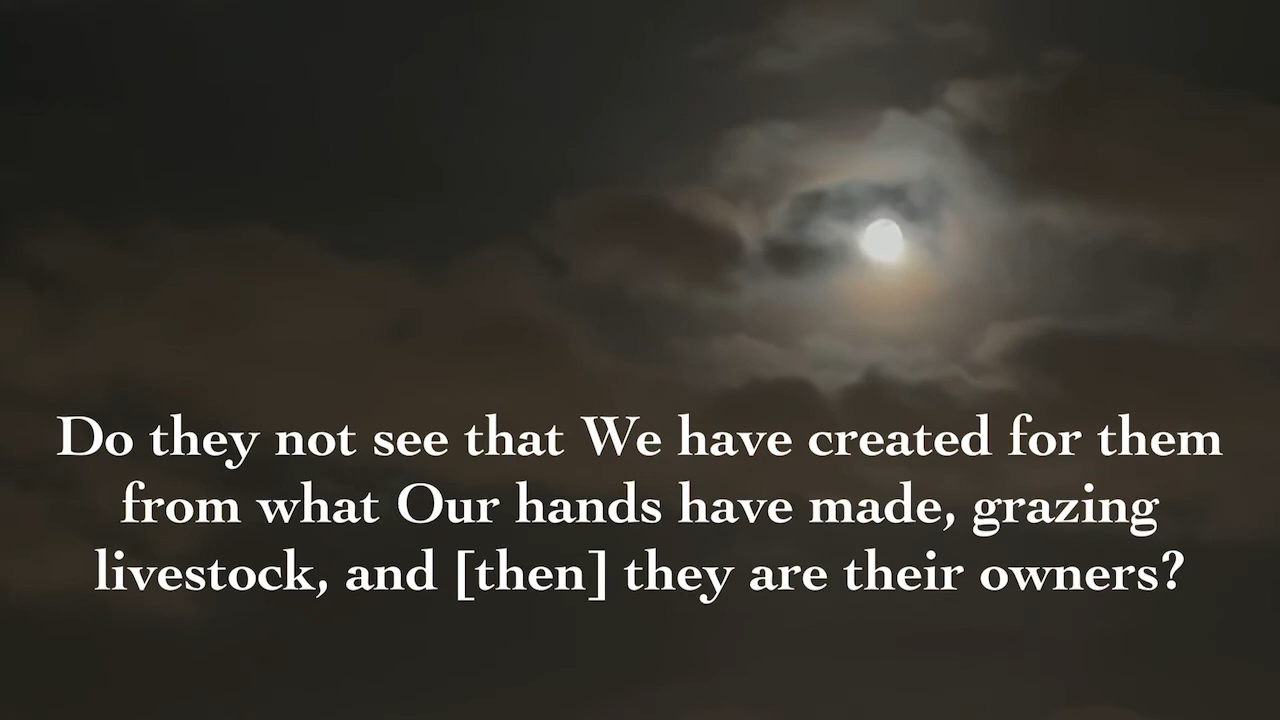 Do they not see that We have created for them
from what Our hands have made, grazing
livestock, and [then] they are their owners?